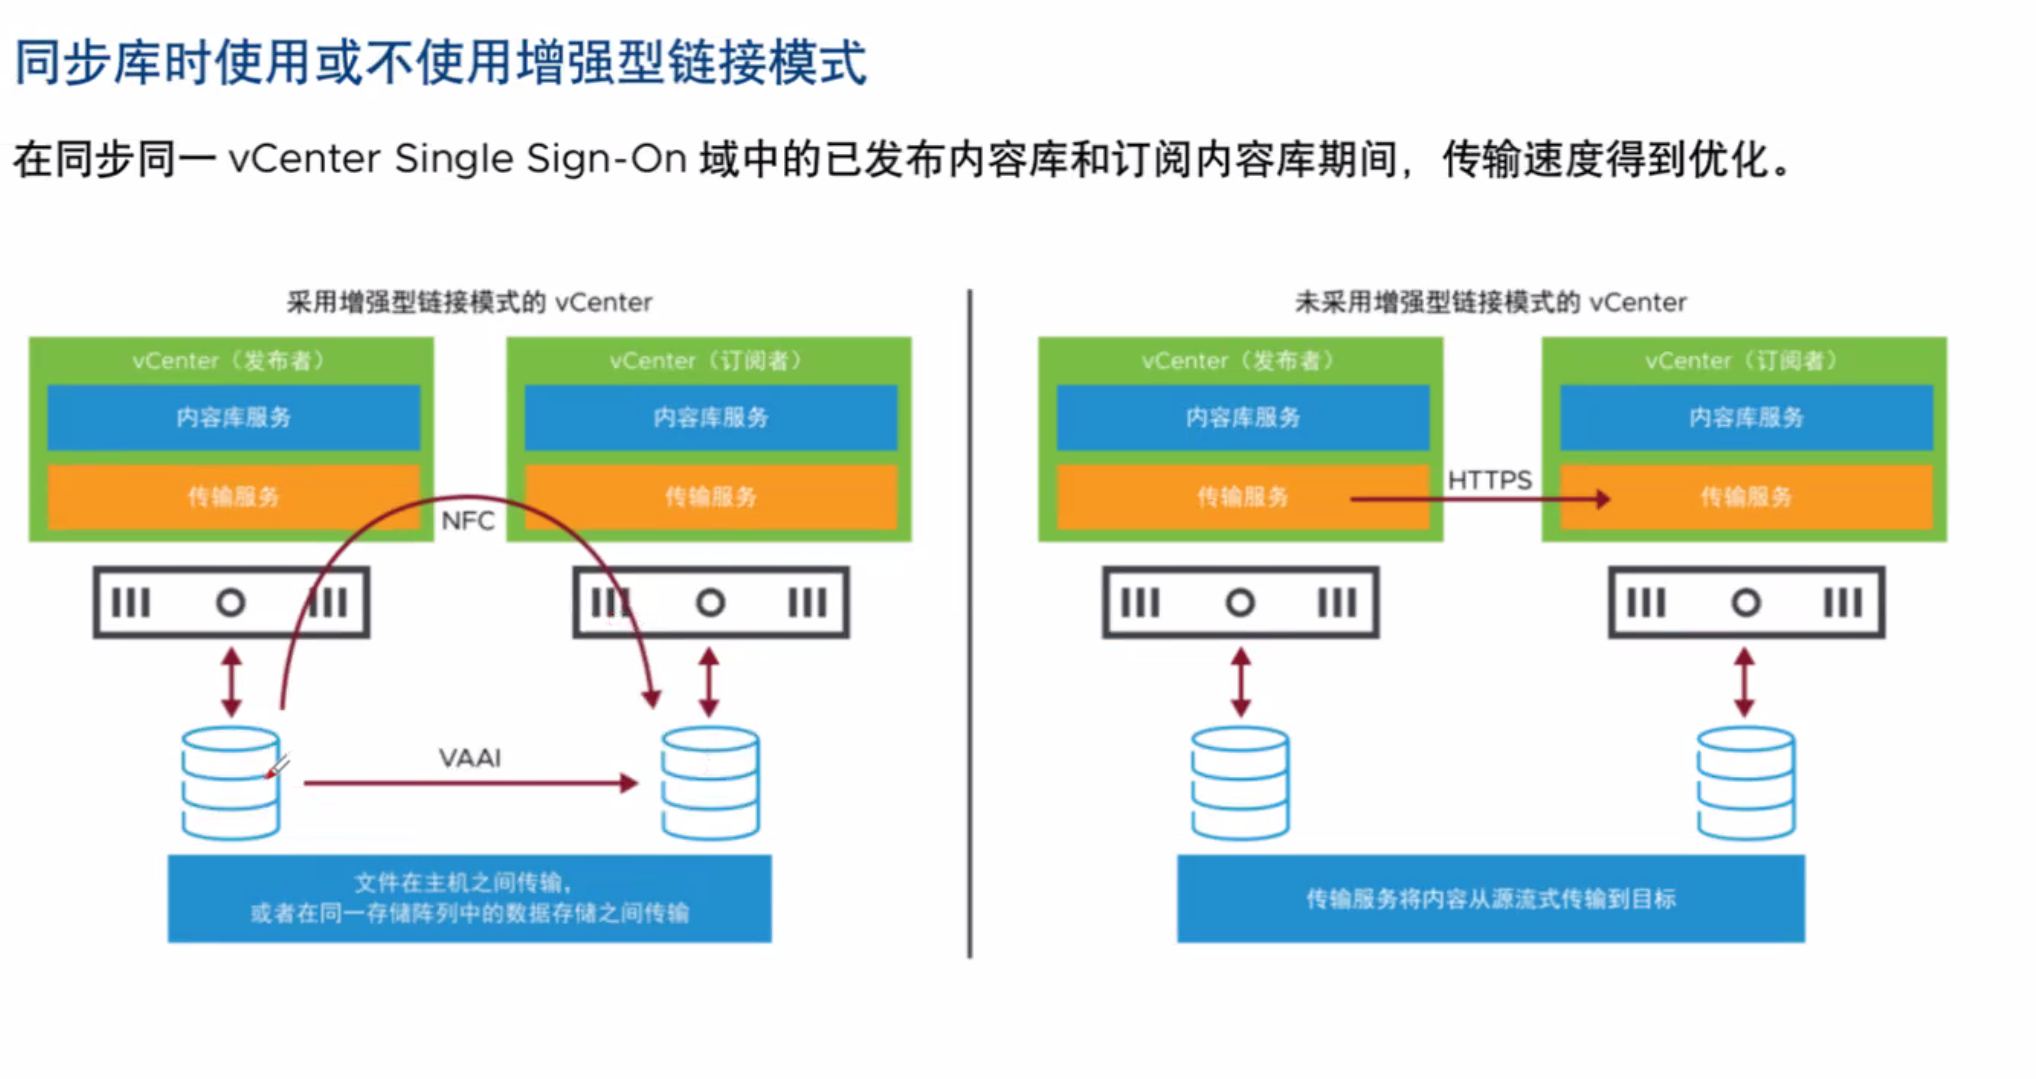 同步库时使用或不使用增强型链接模式
在同步同一 vCenter Single Sign-On 域中的已发布内容库和订阅内容库期间，传输速度得到优化。
采用增强型链接模式的 vCenter
vCenter（发布者）
内容库服务
传输服务
vCenter（订阅者）
内容库服务
传输服务
NFC
VAAI
文件在主机之间传输，
或者在同一存储阵列中的数据存储之间传输
未采用增强型链接模式的 vCenter
vCenter（发布者）
内容库服务
传输服务
HTTPS
vCenter（订阅者）
内容库服务
传输服务
传输服务将内容从源流式传输到目标